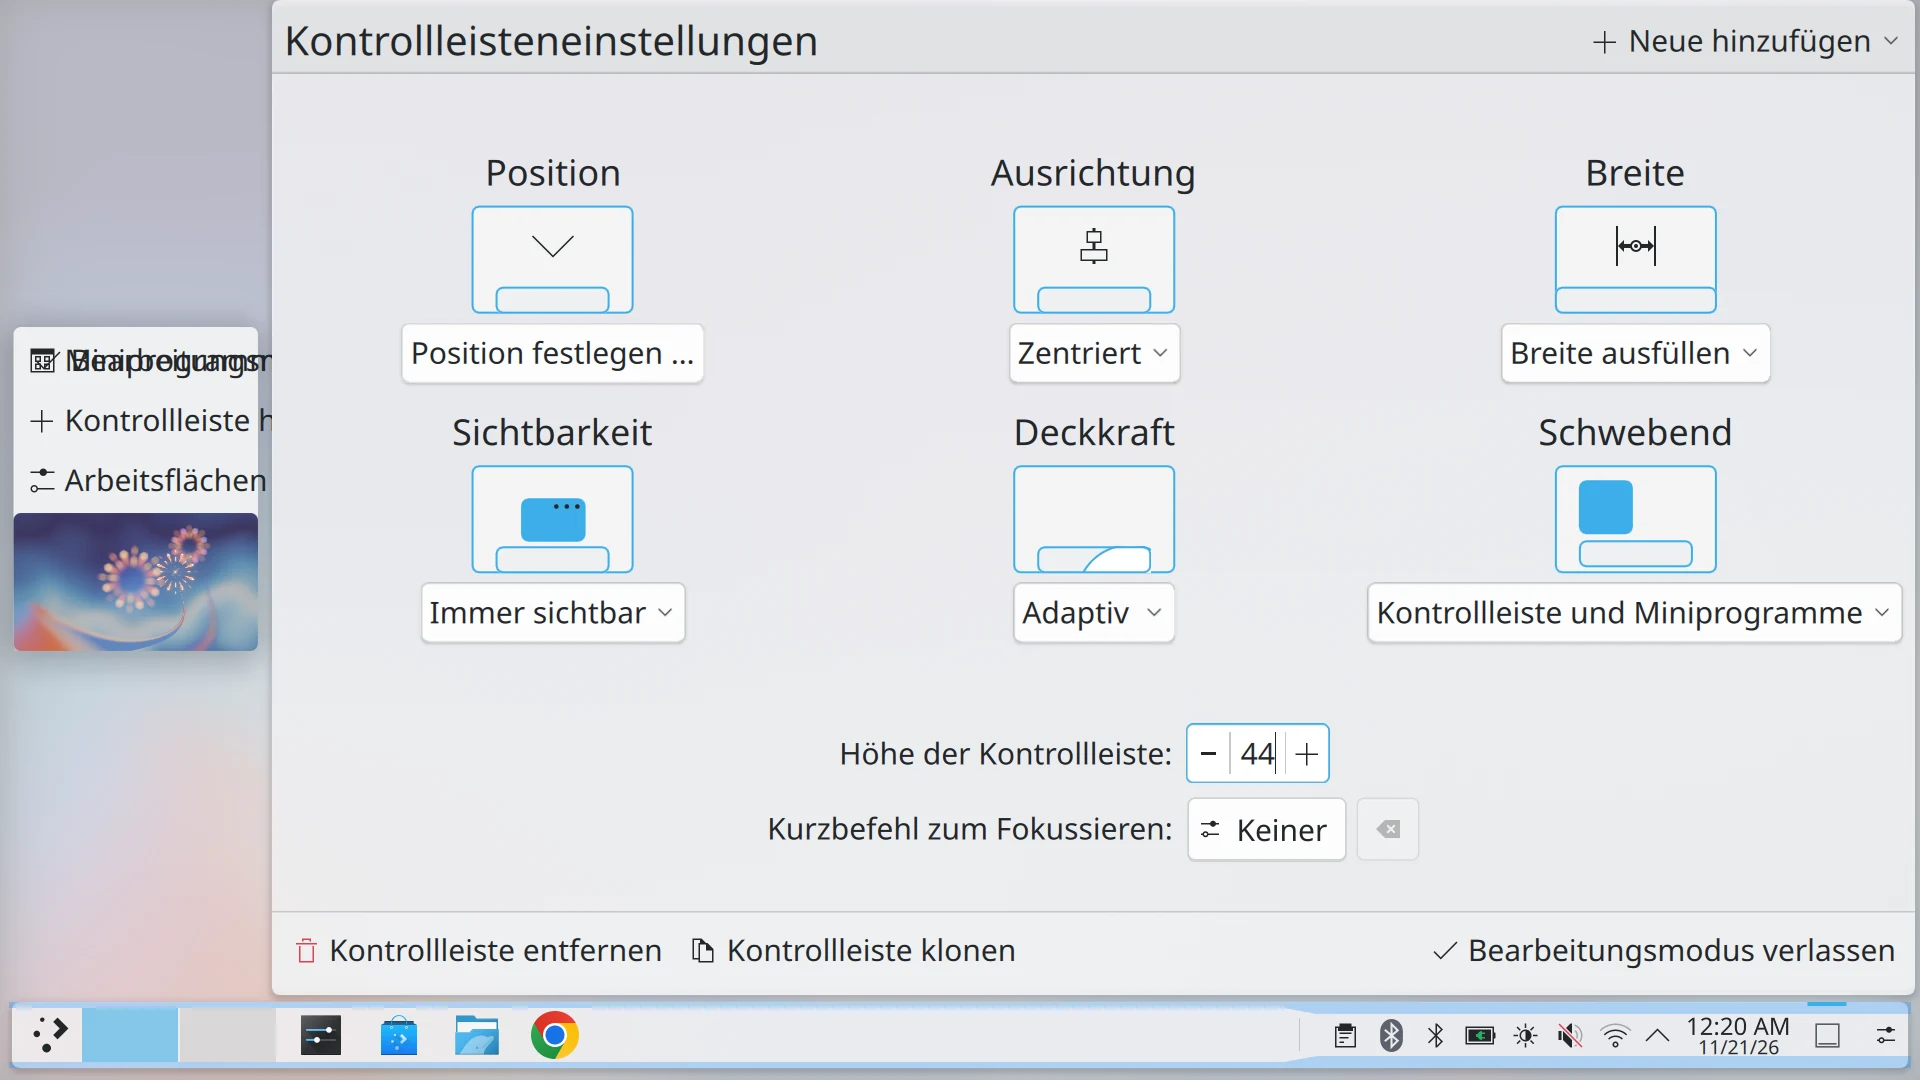 Kontrollleisteneinstellungen
Neue hinzufügen
Position
Ausrichtung
Breite
Position festlegen ...
Zentriert
Breite ausfüllen
Kontrollleiste h
Arbeitsflächen
Sichtbarkeit
Deckkraft
Schwebend
Immer sichtbar
Adaptiv
Kontrollleiste und Miniprogramme
Höhe der Kontrollleiste:
44
Kurzbefehl zum Fokussieren:
Keiner
Kontrollleiste entfernen
Kontrollleiste klonen
Bearbeitungsmodus verlassen
12:20 AM
11/21/26